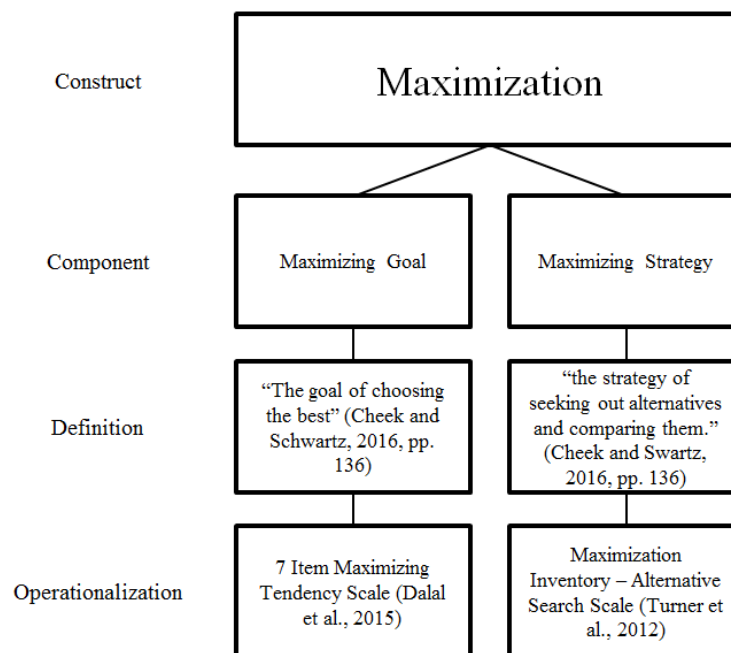 Construct
Maximization
Component
Maximizing Goal
Maximizing Strategy
Definition
“The goal of choosing
the best” (Cheek and
Schwartz, 2016, pp.
136)
“the strategy of
seeking out alternatives
and comparing them.”
(Cheek and Swartz,
2016, pp. 136)
Operationalization
7 Item Maximizing
Tendency Scale (Dalal
et al., 2015)
Maximization
Inventory – Alternative
Search Scale (Turner et
al., 2012)